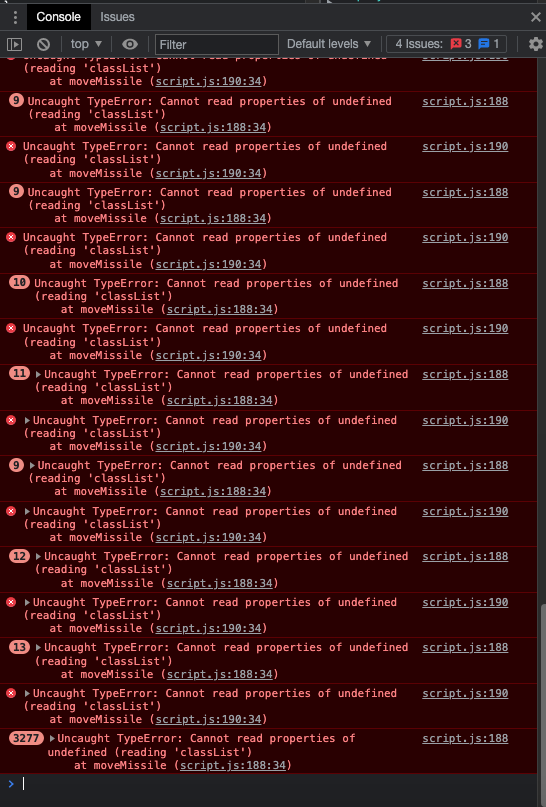 Console Issues
top Filter Default levels 4 Issues: 3 1
Uncaught TypeError: Cannot read properties of undefined script.js:190
(reading 'classList')
at moveMissile (script.js:190:34)
9 Uncaught TypeError: Cannot read properties of undefined script.js:188
(reading 'classList')
at moveMissile (script.js:188:34)
Uncaught TypeError: Cannot read properties of undefined script.js:190
(reading 'classList')
at moveMissile (script.js:190:34)
9 Uncaught TypeError: Cannot read properties of undefined script.js:188
(reading 'classList')
at moveMissile (script.js:188:34)
Uncaught TypeError: Cannot read properties of undefined script.js:190
(reading 'classList')
at moveMissile (script.js:190:34)
10 Uncaught TypeError: Cannot read properties of undefined script.js:188
(reading 'classList')
at moveMissile (script.js:188:34)
Uncaught TypeError: Cannot read properties of undefined script.js:190
(reading 'classList')
at moveMissile (script.js:190:34)
11 Uncaught TypeError: Cannot read properties of undefined script.js:188
(reading 'classList')
at moveMissile (script.js:188:34)
Uncaught TypeError: Cannot read properties of undefined script.js:190
(reading 'classList')
at moveMissile (script.js:190:34)
9 Uncaught TypeError: Cannot read properties of undefined script.js:188
(reading 'classList')
at moveMissile (script.js:188:34)
Uncaught TypeError: Cannot read properties of undefined script.js:190
(reading 'classList')
at moveMissile (script.js:190:34)
12 Uncaught TypeError: Cannot read properties of undefined script.js:188
(reading 'classList')
at moveMissile (script.js:188:34)
Uncaught TypeError: Cannot read properties of undefined script.js:190
(reading 'classList')
at moveMissile (script.js:190:34)
13 Uncaught TypeError: Cannot read properties of undefined script.js:188
(reading 'classList')
at moveMissile (script.js:188:34)
Uncaught TypeError: Cannot read properties of undefined script.js:190
(reading 'classList')
at moveMissile (script.js:190:34)
3277 Uncaught TypeError: Cannot read properties of script.js:188
undefined (reading 'classList')
at moveMissile (script.js:188:34)